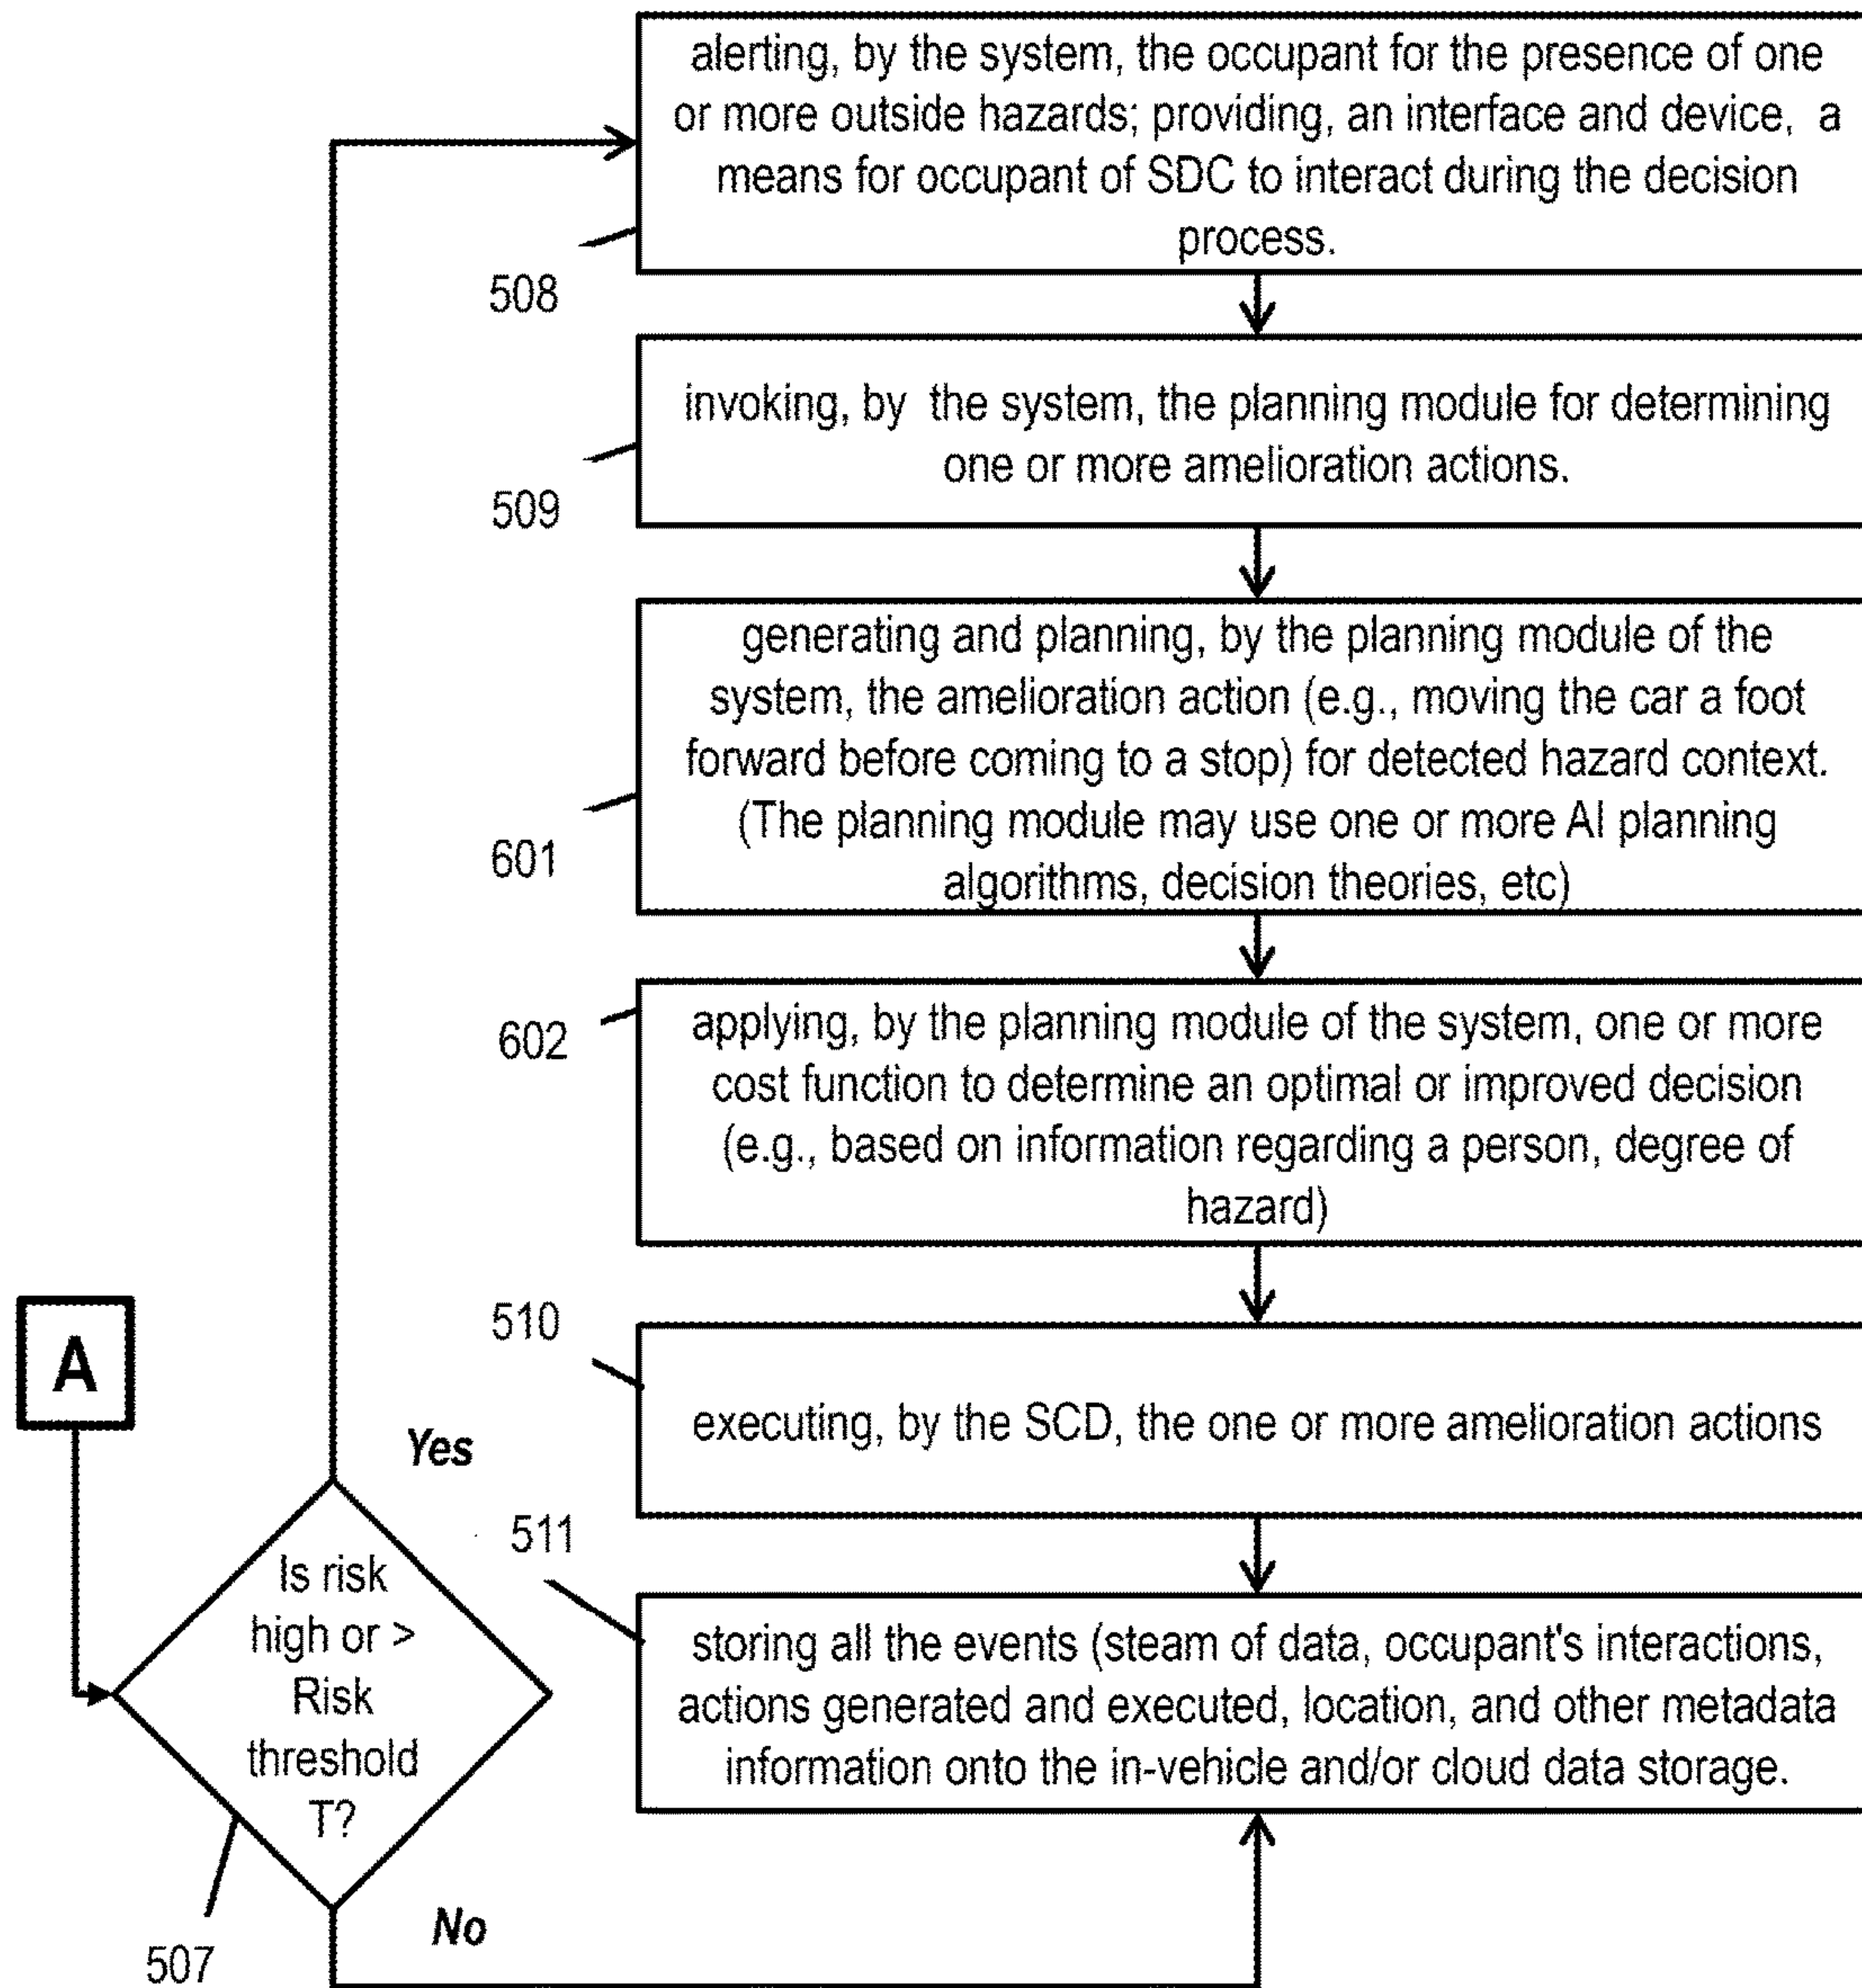 alerting, by the system, the occupant for the presence of one
or more outside hazards; providing, an interface and device, a
means for occupant of SDC to interact during the decision
process.
508
invoking, by the system, the planning module for determining
one or more amelioration actions.
509
generating and planning, by the planning module of the
system, the amelioration action (e.g., moving the car a foot
forward before coming to a stop) for detected hazard context.
(The planning module may use one or more AI planning
algorithms, decision theories, etc)
601
applying, by the planning module of the system, one or more
cost function to determine an optimal or improved decision
(e.g., based on information regarding a person, degree of
hazard)
602
510
executing, by the SCD, the one or more amelioration actions
511
storing all the events (steam of data, occupant's interactions,
actions generated and executed, location, and other metadata
information onto the in-vehicle and/or cloud data storage.
A
Yes
Is risk
high or >
Risk
threshold
T?
No
507